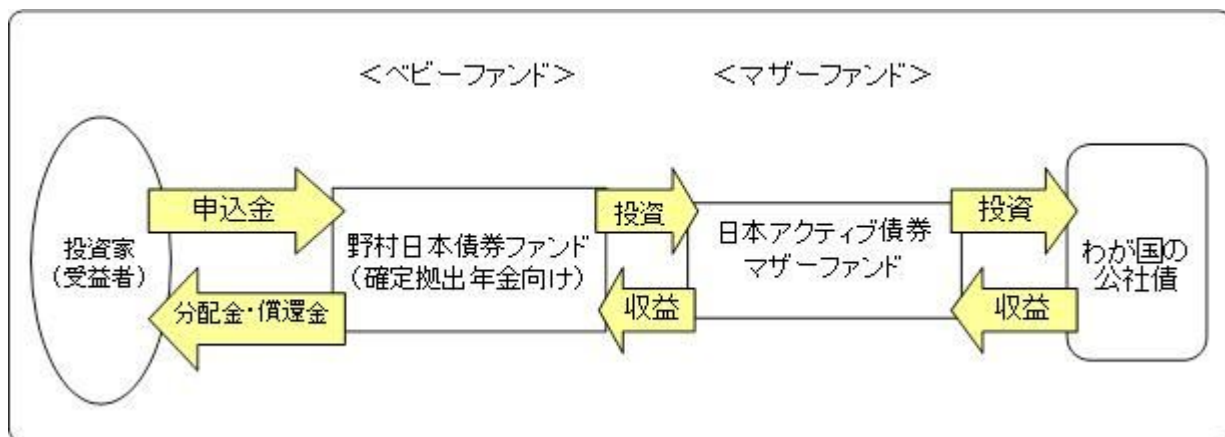 ＜ベビーファンド＞
＜マザーファンド＞
投資家
(受益者)
申込金
分配金・償還金
野村日本債券ファンド
(確定拠出年金向け)
投資
収益
日本アクティブ債券
マザーファンド
投資
収益
わが国の
公社債